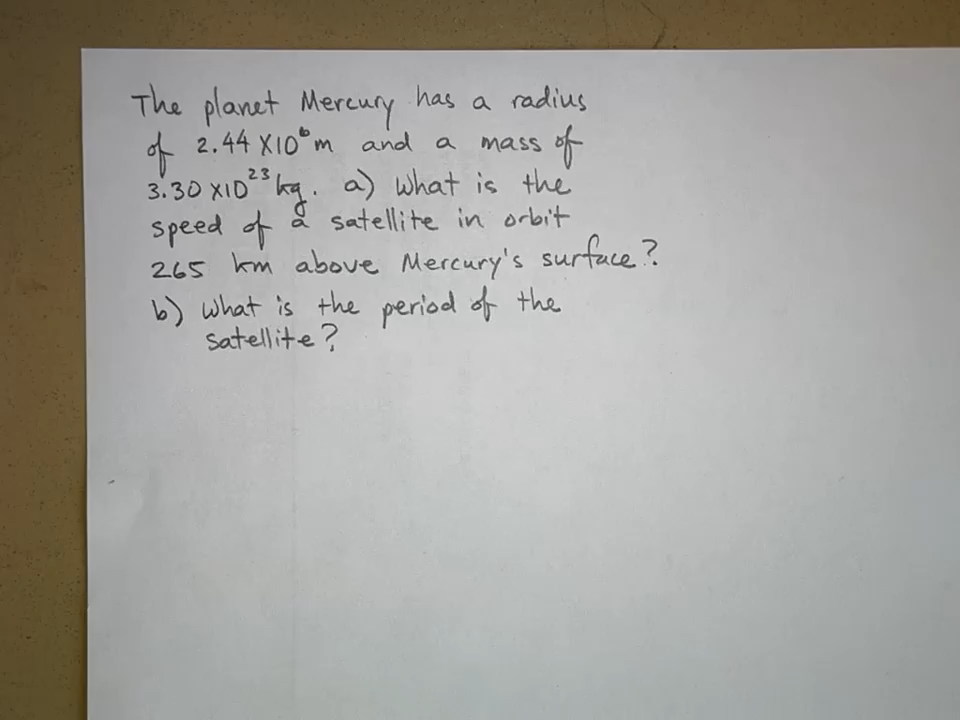 The planet Mercury has a radius
of 2.44 X10⁶ m and a mass of
3.30 X10²³ kg. a) What is the
speed of a satellite in orbit
265 km above Mercury's surface?
b) What is the period of the
satellite?